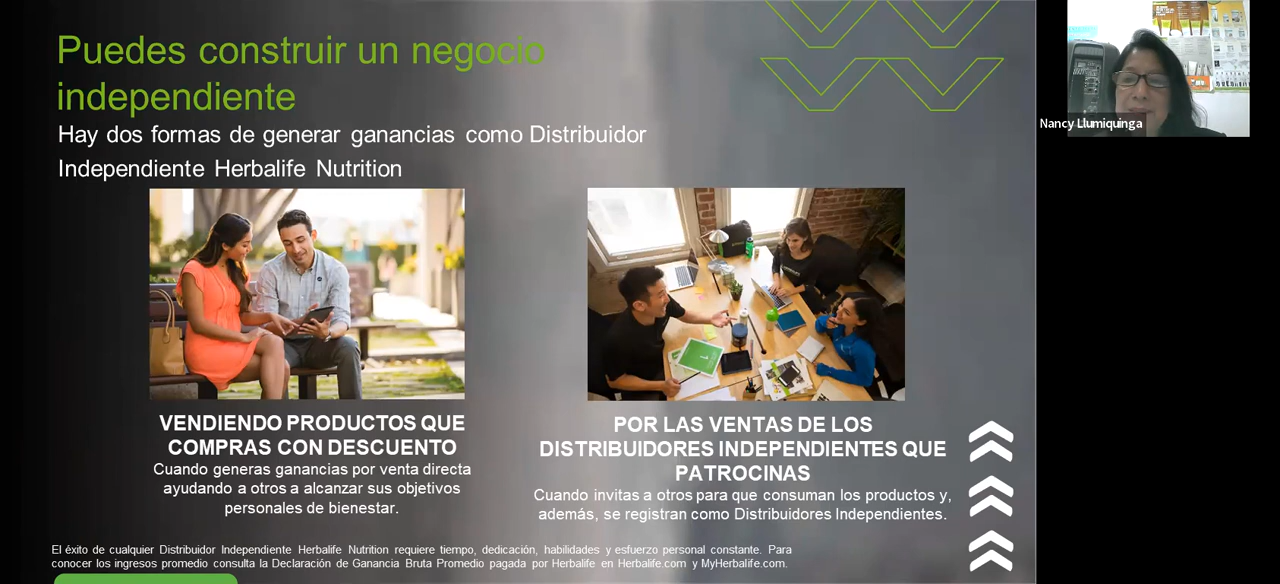 Puedes construir un negocio
independiente
Hay dos formas de generar ganancias como Distribuidor
Independiente Herbalife Nutrition
VENDIENDO PRODUCTOS QUE
COMPRAS CON DESCUENTO
Cuando generas ganancias por venta directa
ayudando a otros a alcanzar sus objetivos
personales de bienestar.
POR LAS VENTAS DE LOS
DISTRIBUIDORES INDEPENDIENTES QUE
PATROCINAS
Cuando invitas a otros para que consuman los productos y,
además, se registran como Distribuidores Independientes.
El éxito de cualquier Distribuidor Independiente Herbalife Nutrition requiere tiempo, dedicación, habilidades y esfuerzo personal constante. Para
conocer los ingresos promedio consulta la Declaración de Ganancia Bruta Promedio pagada por Herbalife en Herbalife.com y MyHerbalife.com.
Nancy Llumiquinga